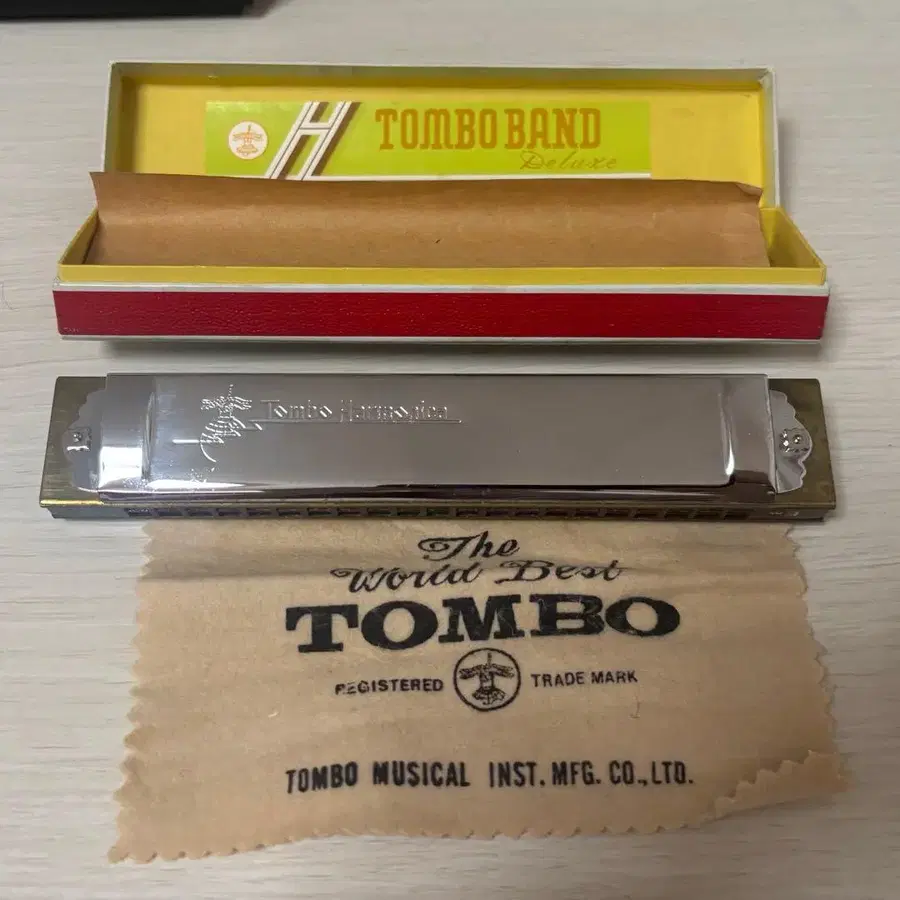 H TOMBO BAND
Deluxe
Tombo Harmonica
The
World Best
TOMBO
REGISTERED TRADE MARK
TOMBO MUSICAL INST. MFG. CO., LTD.